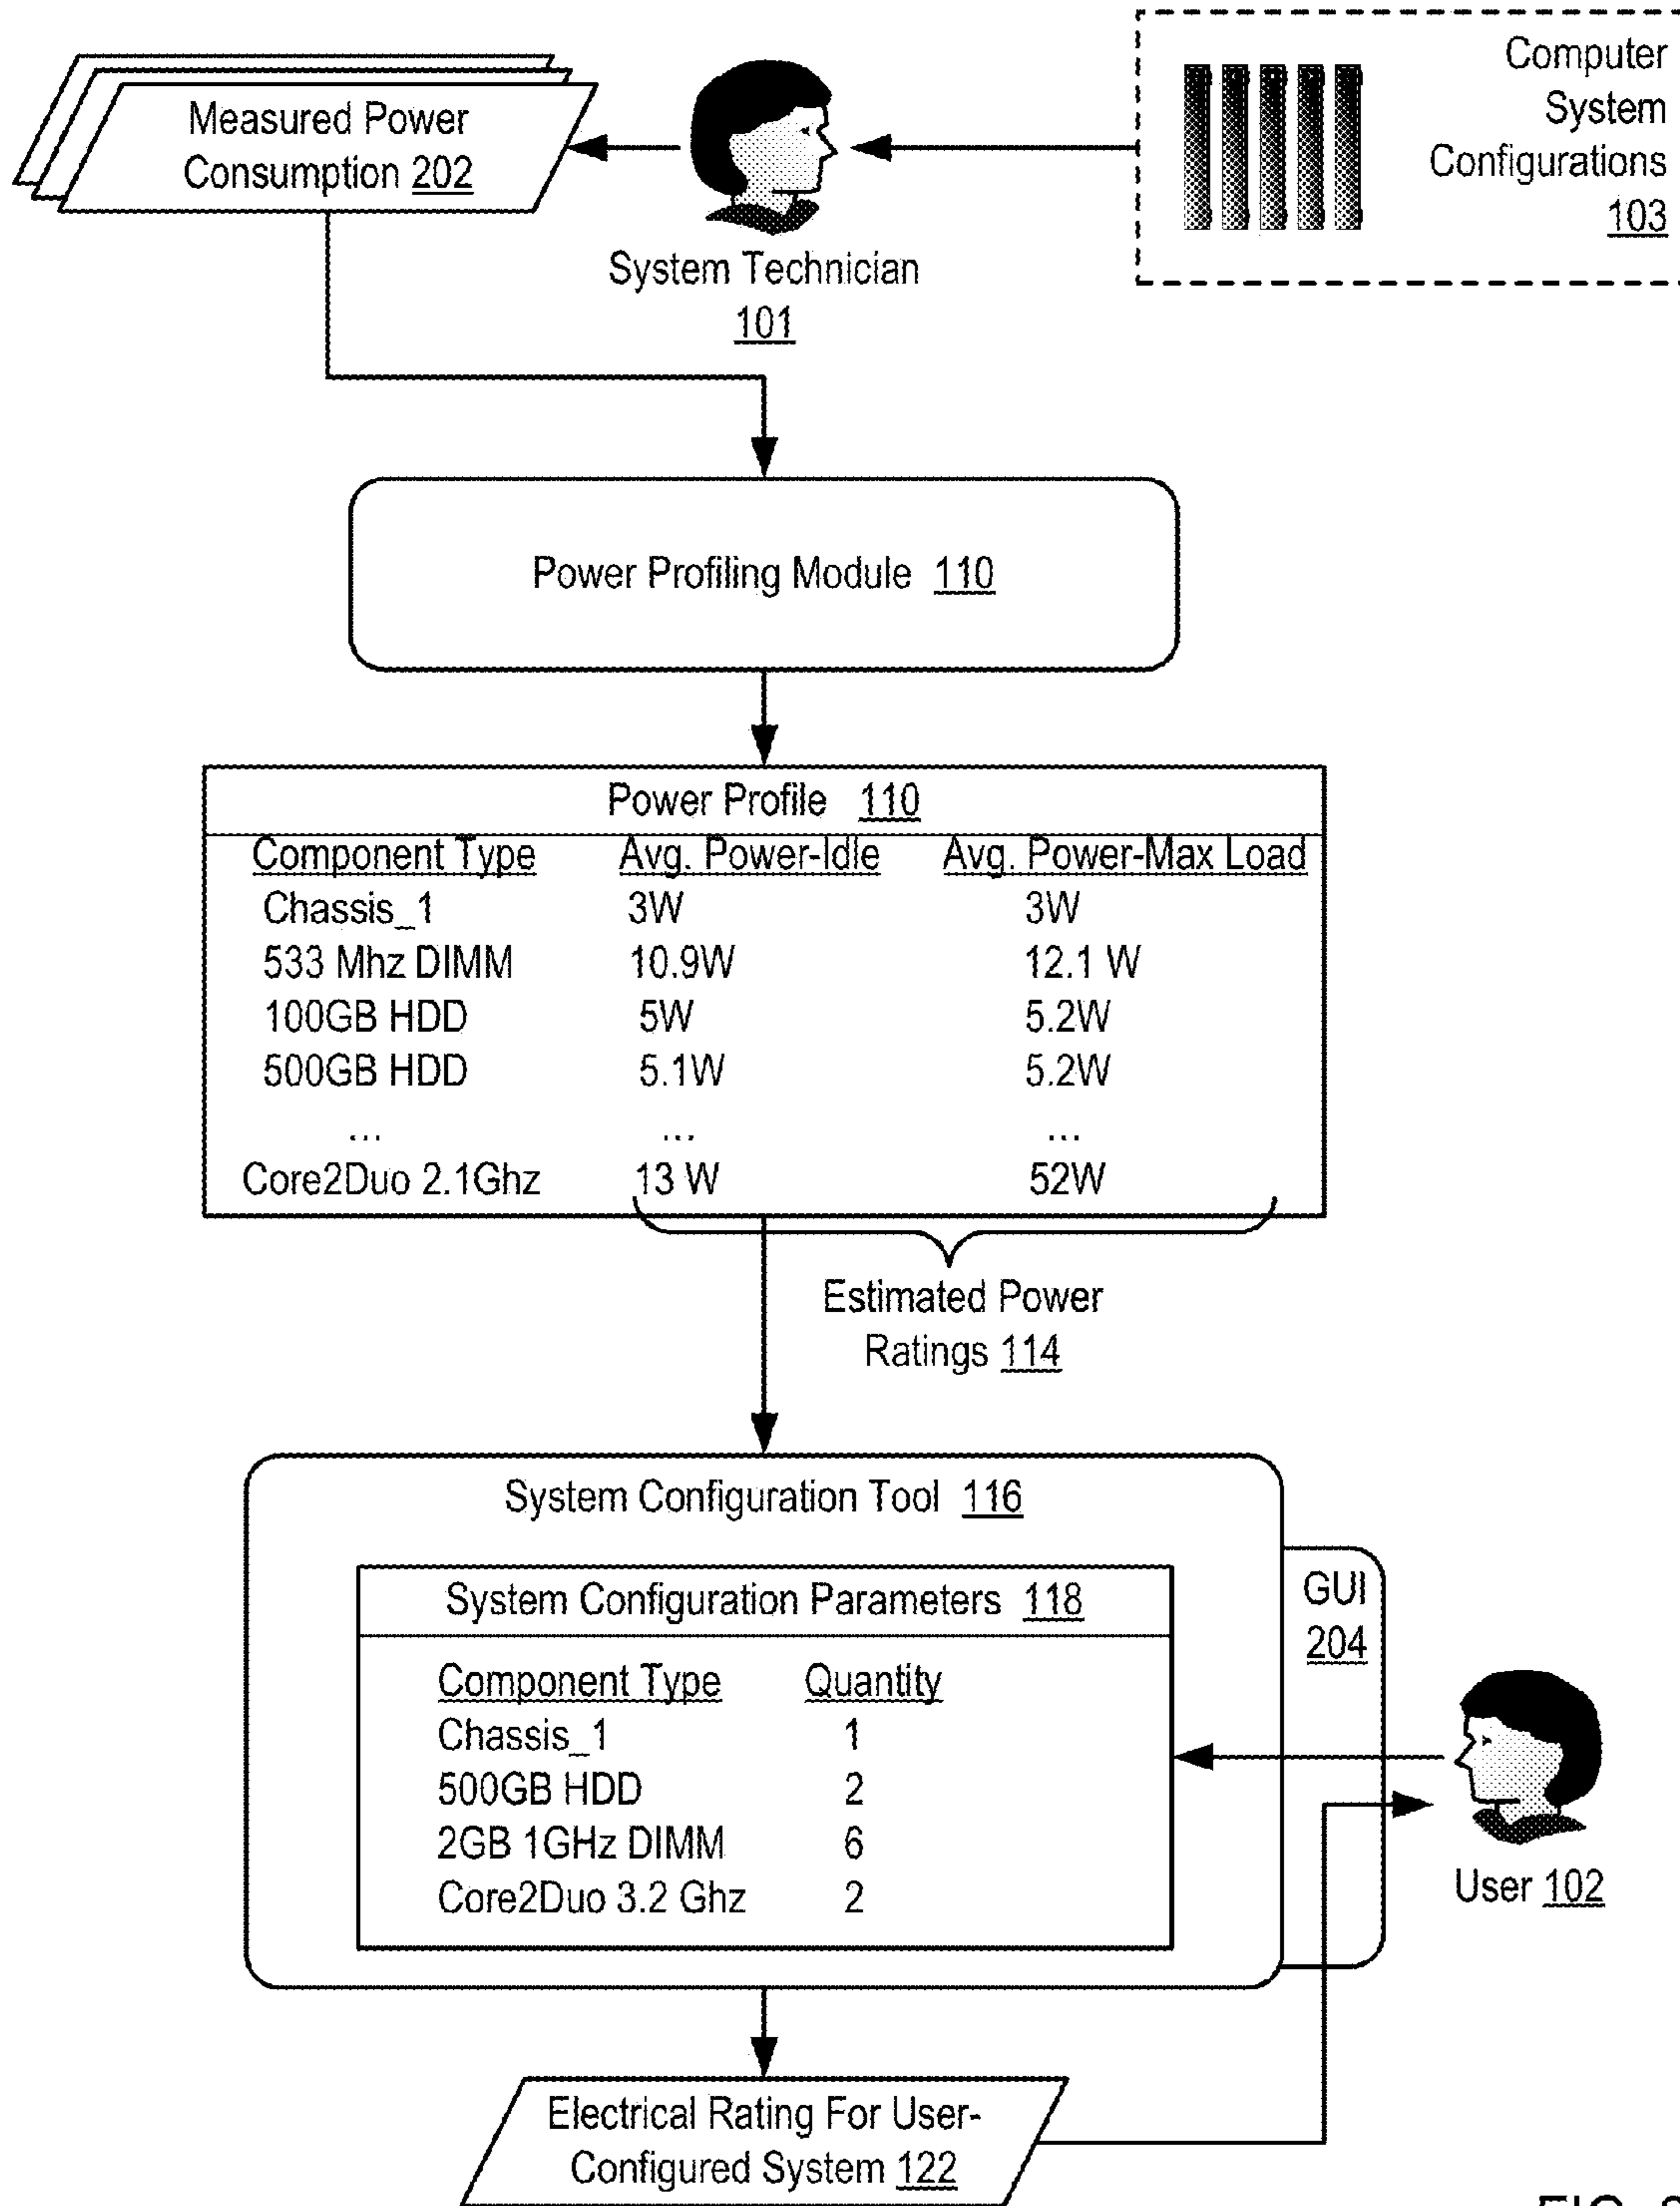 Computer
System
Configurations
103
Measured Power
Consumption 202
System Technician
101
Power Profiling Module 110
Power Profile 110
Component Type Avg. Power-Idle Avg. Power-Max Load
Chassis_1 3W 3W
533 Mhz DIMM 10.9W 12.1 W
100GB HDD 5W 5.2W
500GB HDD 5.1W 5.2W
... ... ...
Core2Duo 2.1Ghz 13 W 52W
Estimated Power
Ratings 114
System Configuration Tool 116
System Configuration Parameters 118
Component Type Quantity
Chassis_1 1
500GB HDD 2
2GB 1GHz DIMM 6
Core2Duo 3.2 Ghz 2
GUI
204
User 102
Electrical Rating For User-
Configured System 122